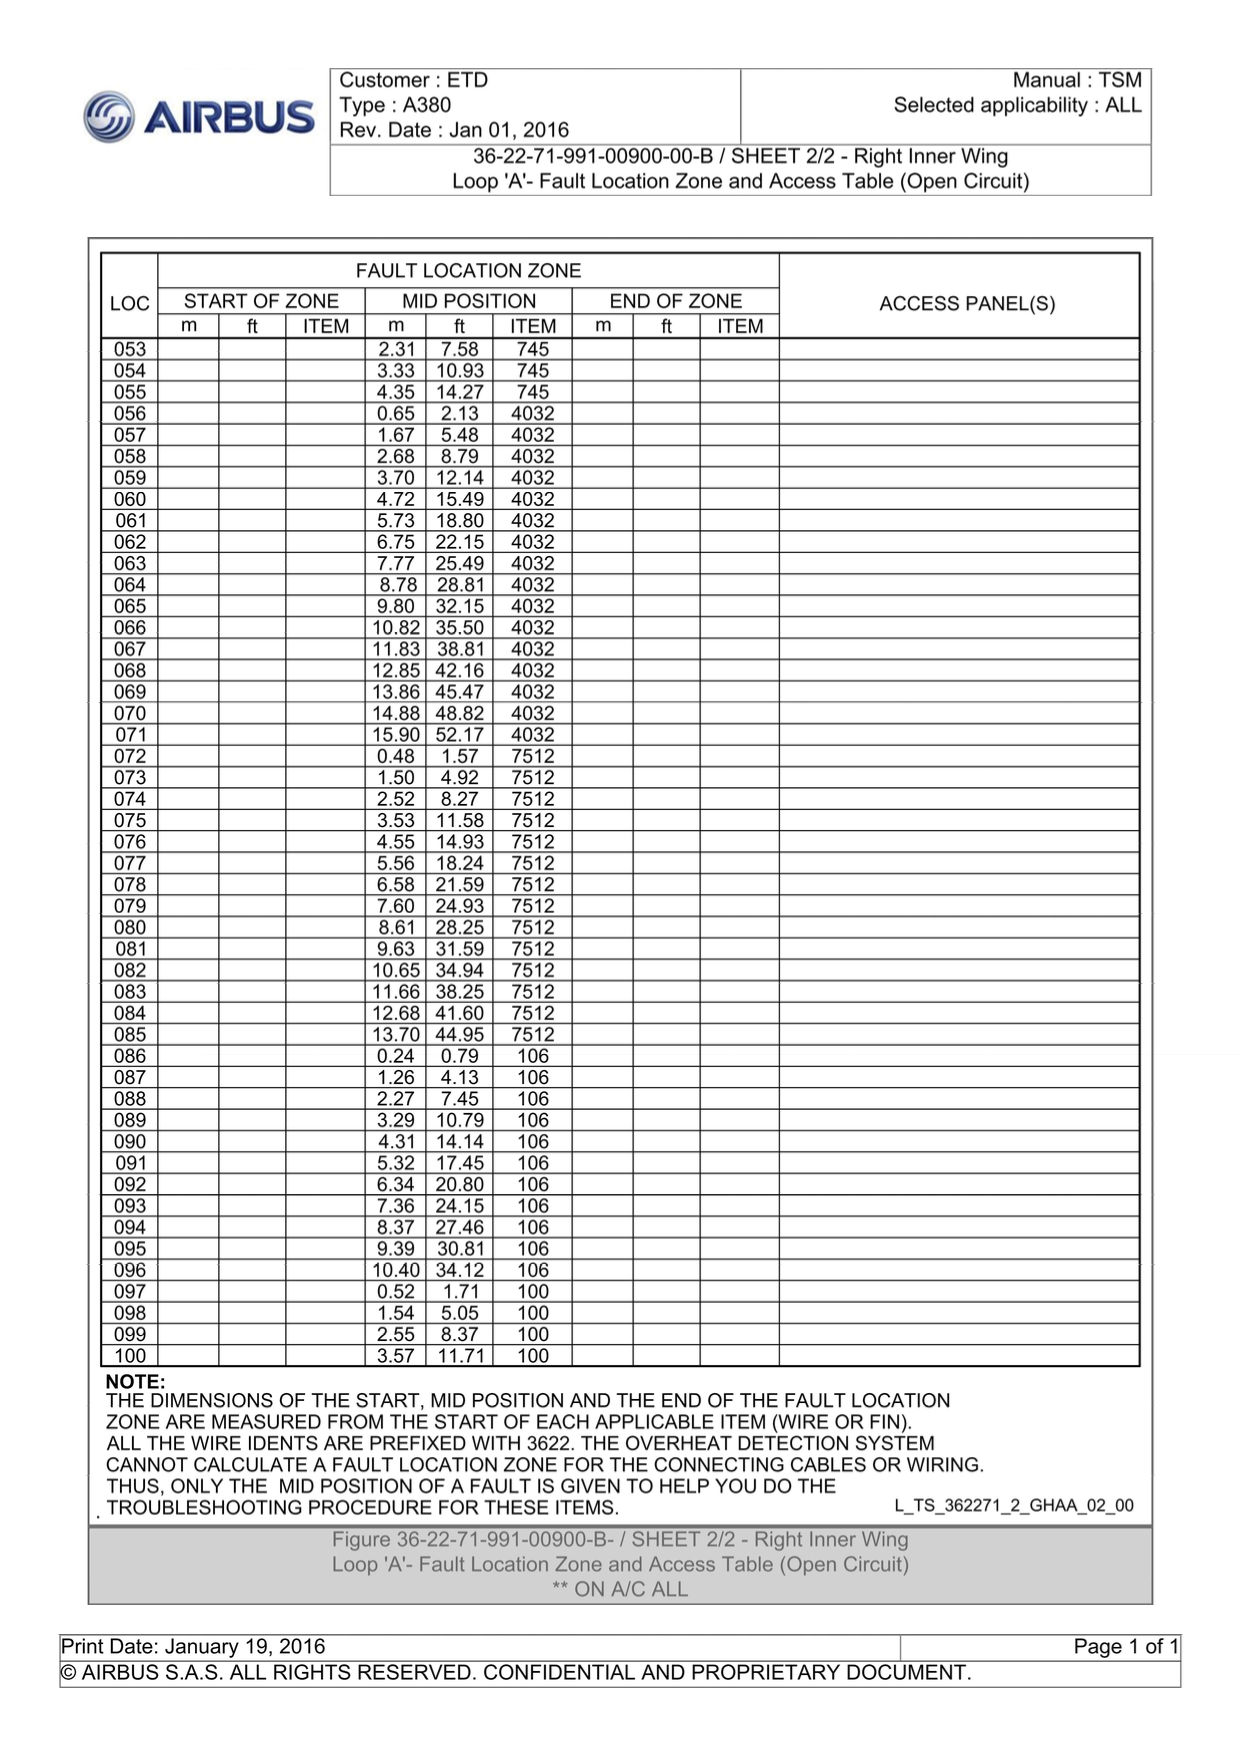 AIRBUS
Customer : ETD
Type : A380
Rev. Date : Jan 01, 2016
Manual : TSM
Selected applicability : ALL
36-22-71-991-00900-00-B / SHEET 2/2 - Right Inner Wing
Loop 'A'- Fault Location Zone and Access Table (Open Circuit)
LOC
FAULT LOCATION ZONE
ACCESS PANEL(S)
START OF ZONE MID POSITION END OF ZONE
m ft ITEM m ft ITEM m ft ITEM
053 2.31 7.58 745
054 3.33 10.93 745
055 4.35 14.27 745
056 0.65 2.13 4032
057 1.67 5.48 4032
058 2.68 8.79 4032
059 3.70 12.14 4032
060 4.72 15.49 4032
061 5.73 18.80 4032
062 6.75 22.15 4032
063 7.77 25.49 4032
064 8.78 28.81 4032
065 9.80 32.15 4032
066 10.82 35.50 4032
067 11.83 38.81 4032
068 12.85 42.16 4032
069 13.86 45.47 4032
070 14.88 48.82 4032
071 15.90 52.17 4032
072 0.48 1.57 7512
073 1.50 4.92 7512
074 2.52 8.27 7512
075 3.53 11.58 7512
076 4.55 14.93 7512
077 5.56 18.24 7512
078 6.58 21.59 7512
079 7.60 24.93 7512
080 8.61 28.25 7512
081 9.63 31.59 7512
082 10.65 34.94 7512
083 11.66 38.25 7512
084 12.68 41.60 7512
085 13.70 44.95 7512
086 0.24 0.79 106
087 1.26 4.13 106
088 2.27 7.45 106
089 3.29 10.79 106
090 4.31 14.14 106
091 5.32 17.45 106
092 6.34 20.80 106
093 7.36 24.15 106
094 8.37 27.46 106
095 9.39 30.81 106
096 10.40 34.12 106
097 0.52 1.71 100
098 1.54 5.05 100
099 2.55 8.37 100
100 3.57 11.71 100
NOTE:
THE DIMENSIONS OF THE START, MID POSITION AND THE END OF THE FAULT LOCATION
ZONE ARE MEASURED FROM THE START OF EACH APPLICABLE ITEM (WIRE OR FIN).
ALL THE WIRE IDENTS ARE PREFIXED WITH 3622. THE OVERHEAT DETECTION SYSTEM
CANNOT CALCULATE A FAULT LOCATION ZONE FOR THE CONNECTING CABLES OR WIRING.
THUS, ONLY THE MID POSITION OF A FAULT IS GIVEN TO HELP YOU DO THE
TROUBLESHOOTING PROCEDURE FOR THESE ITEMS.
L_TS_362271_2_GHAA_02_00
Figure 36-22-71-991-00900-B- / SHEET 2/2 - Right Inner Wing
Loop 'A'- Fault Location Zone and Access Table (Open Circuit)
** ON A/C ALL
Print Date: January 19, 2016
Page 1 of 1
© AIRBUS S.A.S. ALL RIGHTS RESERVED. CONFIDENTIAL AND PROPRIETARY DOCUMENT.